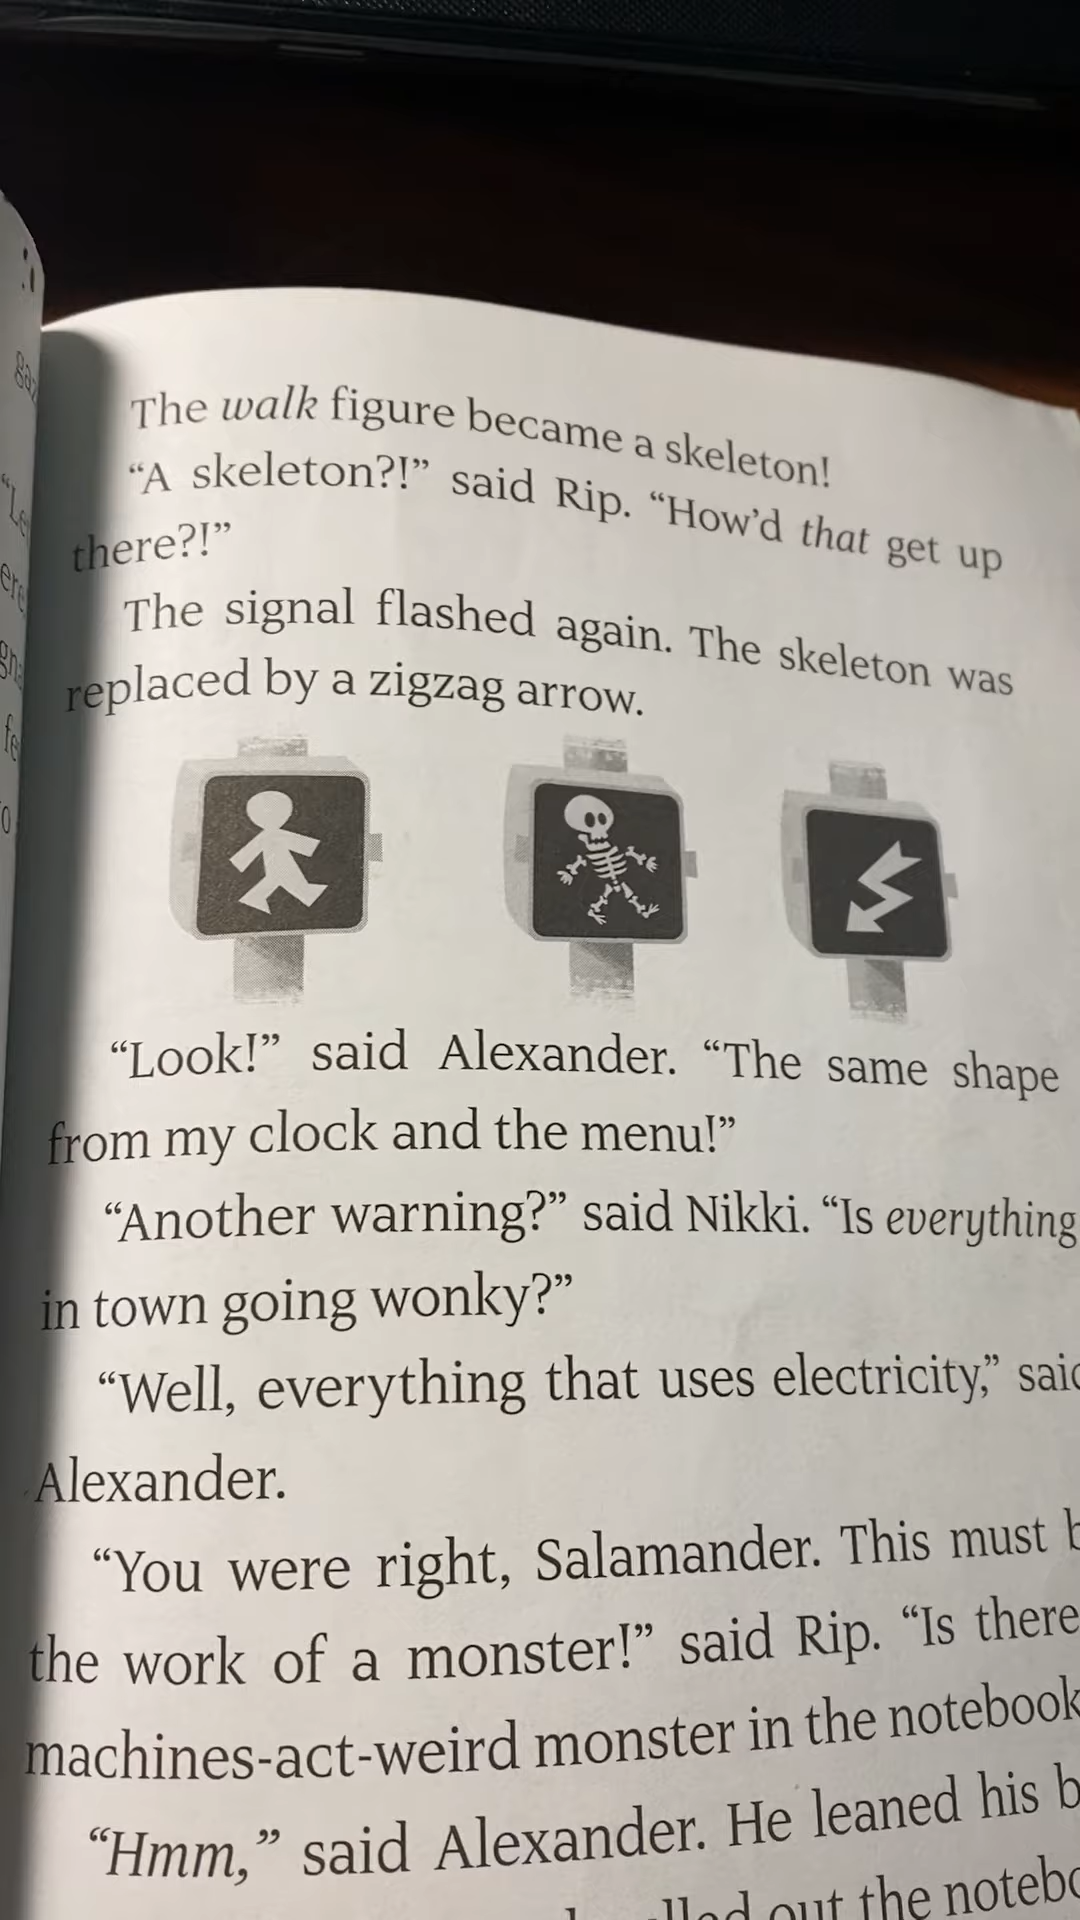 The walk figure became a skeleton!
“A skeleton?!” said Rip. “How’d that get up
there?!”
The signal flashed again. The skeleton was
replaced by a zigzag arrow.
“Look!” said Alexander. “The same shape
from my clock and the menu!”
“Another warning?” said Nikki. “Is everything
in town going wonky?”
“Well, everything that uses electricity,”
Alexander.
“You were right, Salamander. This must
the work of a monster!” said Rip. “Is there
machines-act-weird monster in the notebook
“Hmm,” said Alexander. He leaned his
out the